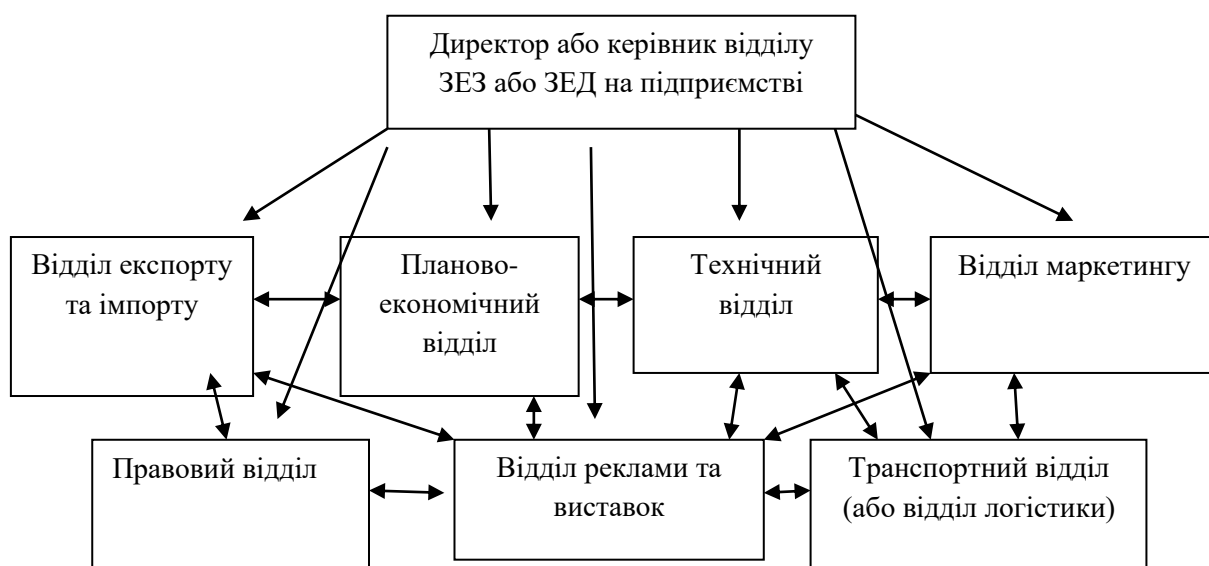 Директор або керівник відділу
ЗЕЗ або ЗЕД на підприємстві
Відділ експорту
та імпорту
Планово-
економічний
відділ
Технічний
відділ
Відділ маркетингу
Правовий відділ
Відділ реклами та
виставок
Транспортний відділ
(або відділ логістики)